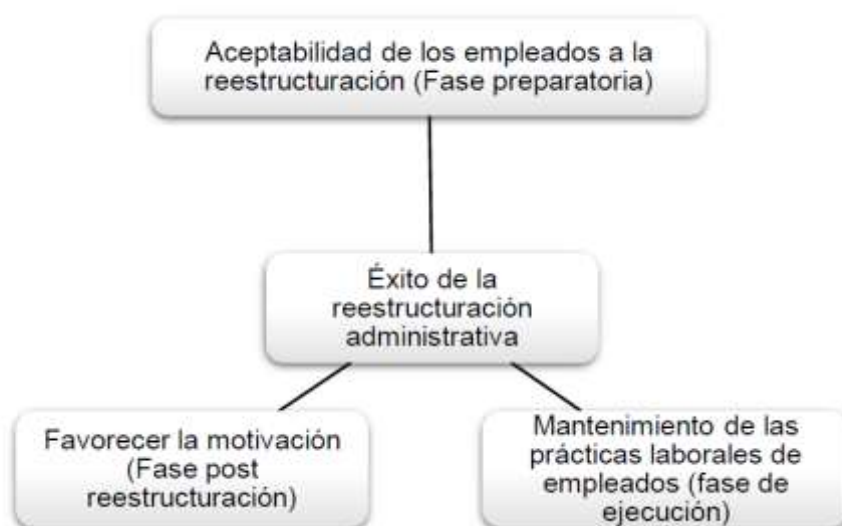 Aceptabilidad de los empleados a la
reestructuración (Fase preparatoria)
Éxito de la
reestructuración
administrativa
Favorecer la motivación
(Fase post
reestructuración)
Mantenimiento de las
prácticas laborales de
empleados (fase de
ejecución)